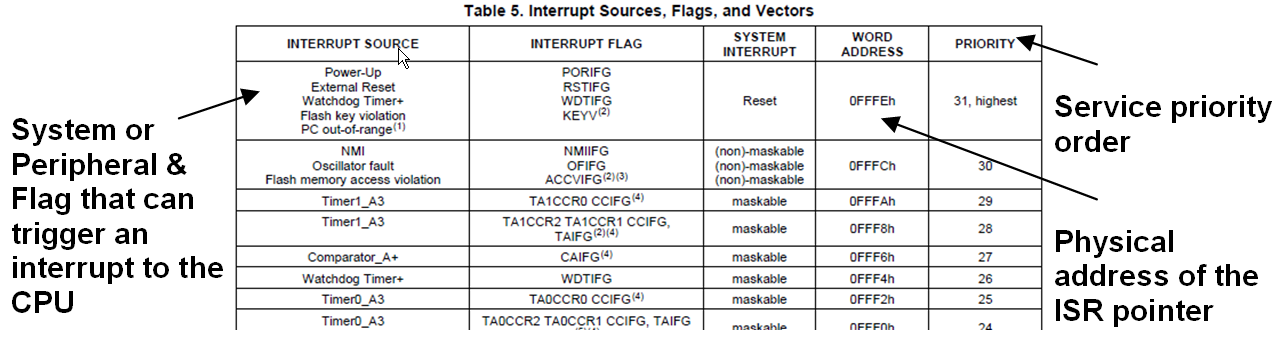 Table 5. Interrupt Sources, Flags, and Vectors
INTERRUPT SOURCE INTERRUPT FLAG SYSTEM INTERRUPT WORD ADDRESS PRIORITY
Power-Up PORIFG
External Reset RSTIFG
Watchdog Timer+ WDTIFG Reset 0FFFEh 31, highest
Flash key violation KEYV(2)
PC out-of-range(1)
NMI NMIIFG (non)-maskable
Oscillator fault OFIFG (non)-maskable 0FFFCh 30
Flash memory access violation ACCVIFG(2)(3) (non)-maskable
Timer1_A3 TA1CCR0 CCIFG(4) maskable 0FFFAh 29
Timer1_A3 TA1CCR2 TA1CCR1 CCIFG, TAIFG(2)(4) maskable 0FFF8h 28
Comparator_A+ CAIFG(4) maskable 0FFF6h 27
Watchdog Timer+ WDTIFG maskable 0FFF4h 26
Timer0_A3 TA0CCR0 CCIFG(4) maskable 0FFF2h 25
Timer0_A3 TA0CCR2 TA0CCR1 CCIFG, TAIFG maskable 0FFF0h 24
System or
Peripheral &
Flag that can
trigger an
interrupt to the
CPU
Service priority
order
Physical
address of the
ISR pointer